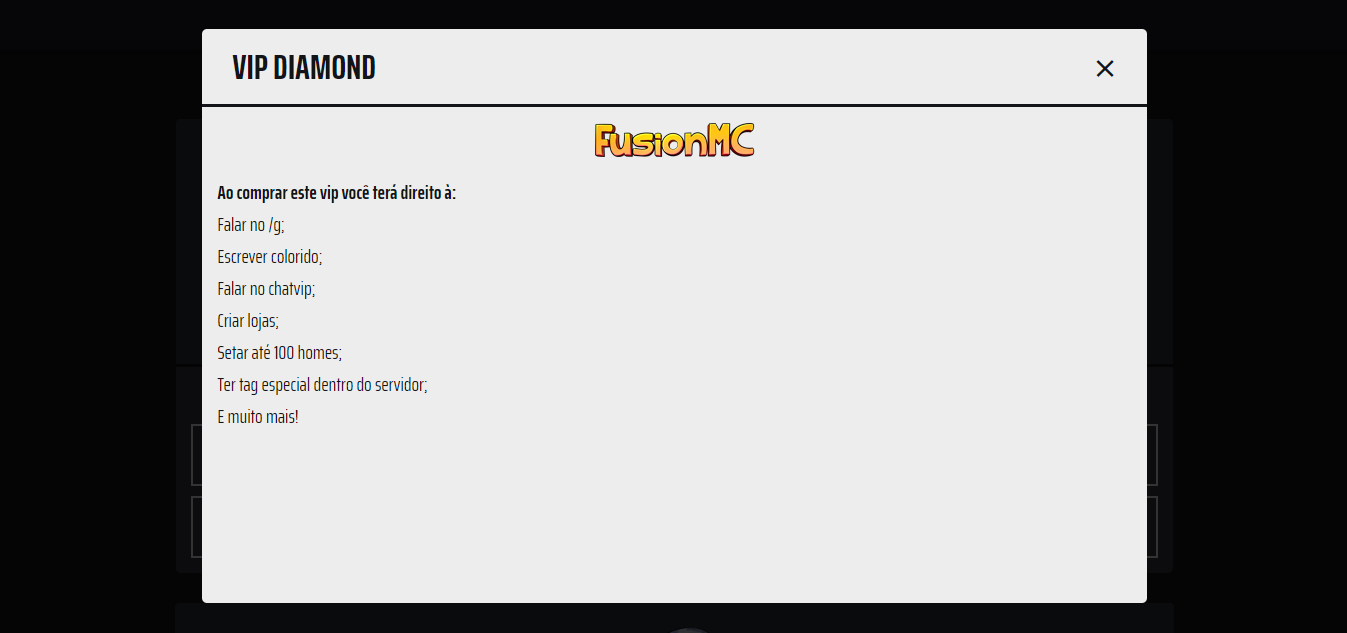 VIP DIAMOND
FusionMC
Ao comprar este vip você terá direito à:
Falar no /g;
Escrever colorido;
Falar no chatvip;
Criar lojas;
Setar até 100 homes;
Ter tag especial dentro do servidor;
E muito mais!